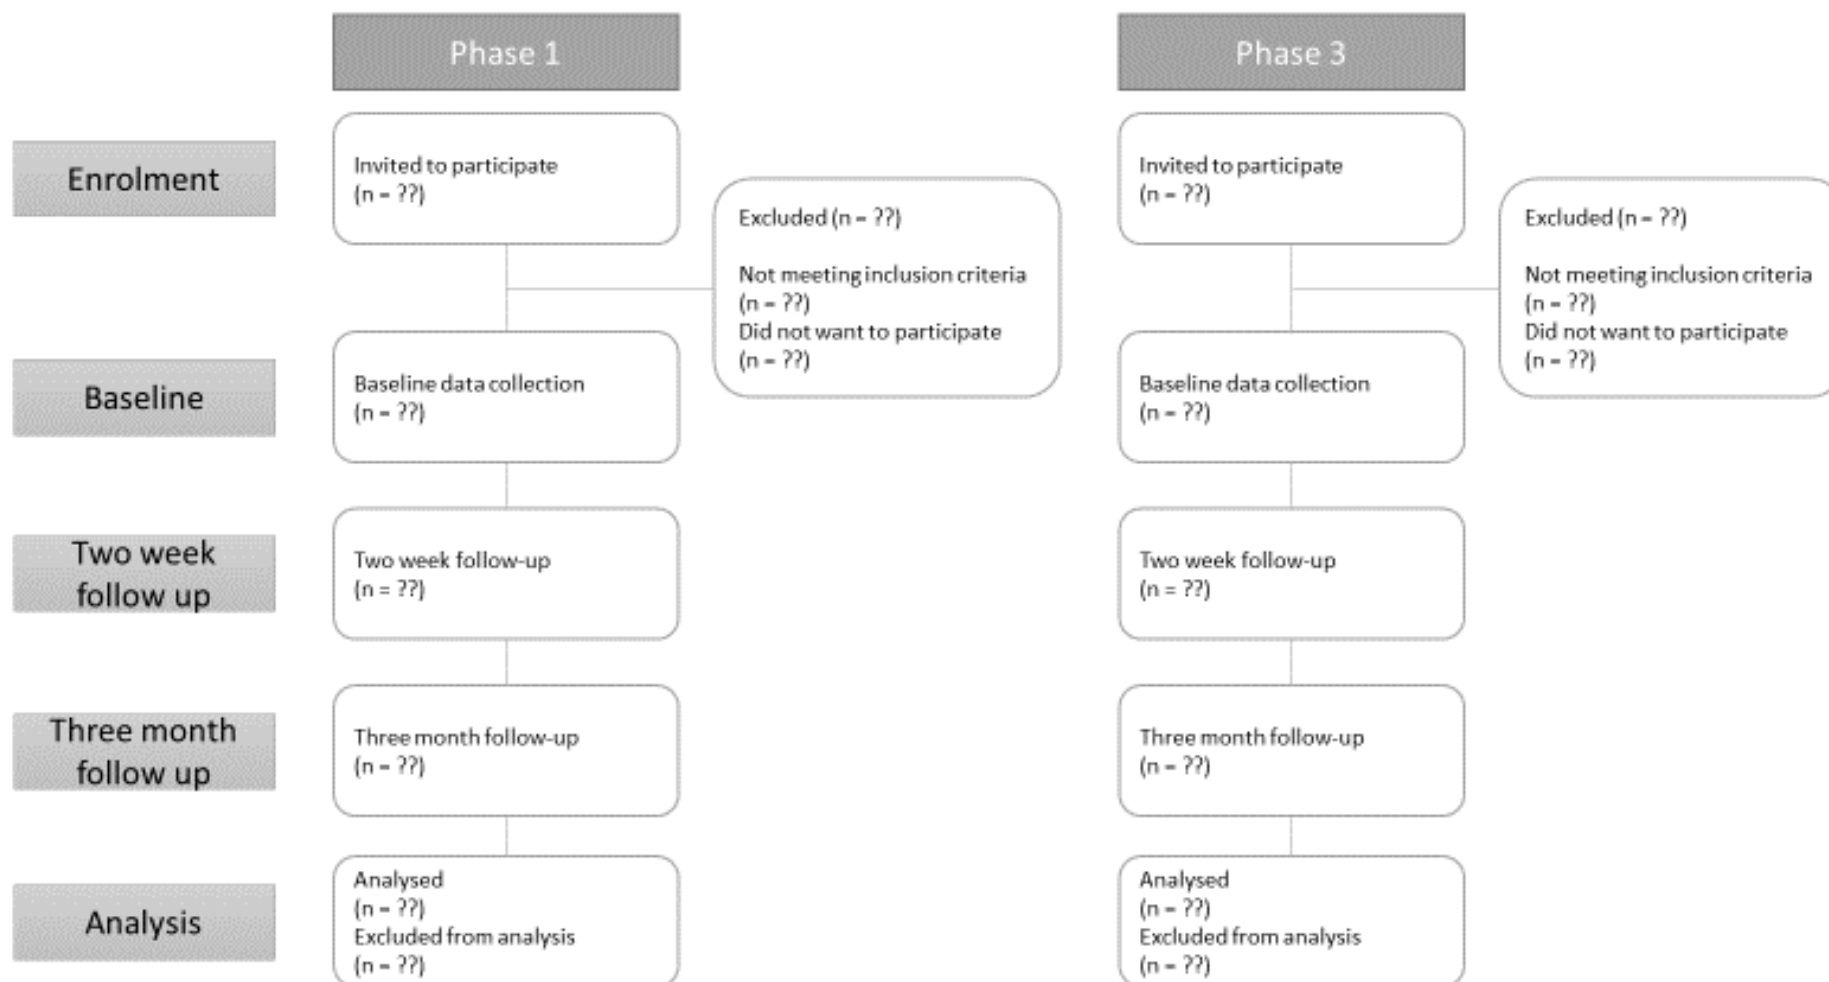 Phase 1
Phase 3
Enrolment
Invited to participate
(n = ??)
Excluded (n = ??)
Not meeting inclusion criteria
(n = ??)
Did not want to participate
(n = ??)
Invited to participate
(n = ??)
Excluded (n = ??)
Not meeting inclusion criteria
(n = ??)
Did not want to participate
(n = ??)
Baseline
Baseline data collection
(n = ??)
Baseline data collection
(n = ??)
Two week
follow up
Two week follow-up
(n = ??)
Two week follow-up
(n = ??)
Three month
follow up
Three month follow-up
(n = ??)
Three month follow-up
(n = ??)
Analysis
Analysed
(n = ??)
Excluded from analysis
(n = ??)
Analysed
(n = ??)
Excluded from analysis
(n = ??)